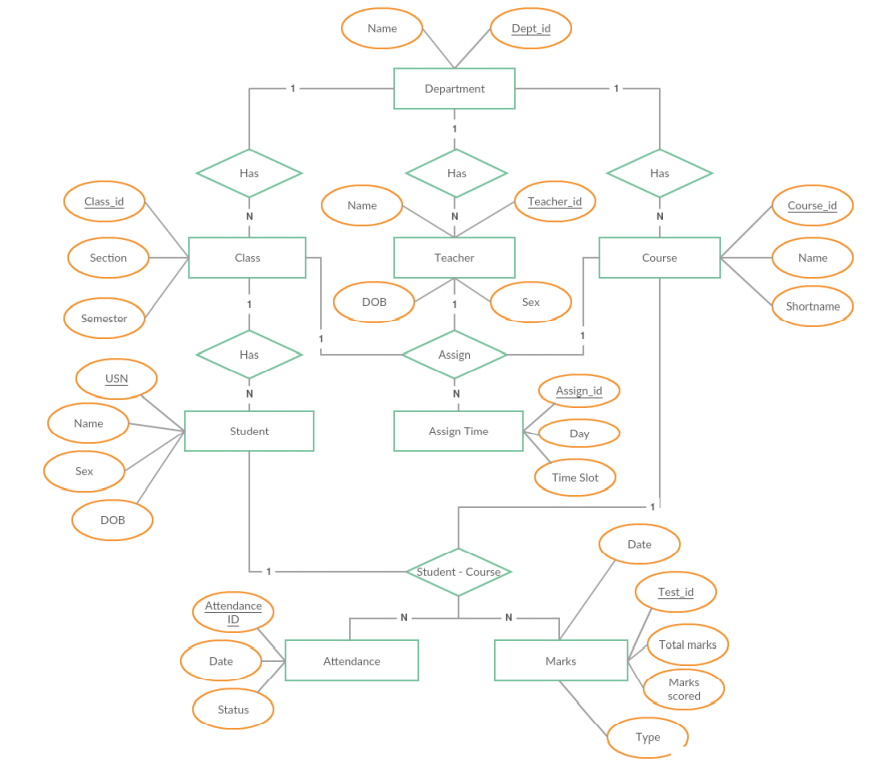 Name
Dept_id
Department
1
1
1
Has
Has
Has
Class_id
Name
Teacher_id
Course_id
N
N
N
Section
Class
Teacher
Course
Name
DOB
Sex
Semester
1
1
Shortname
1
1
Has
Assign
USN
N
N
Assign_id
Name
Student
Assign Time
Day
Sex
Time Slot
1
DOB
Date
1
Student - Course
Test_id
Attendance
ID
N
N
Total marks
Date
Attendance
Marks
Marks
scored
Status
Type